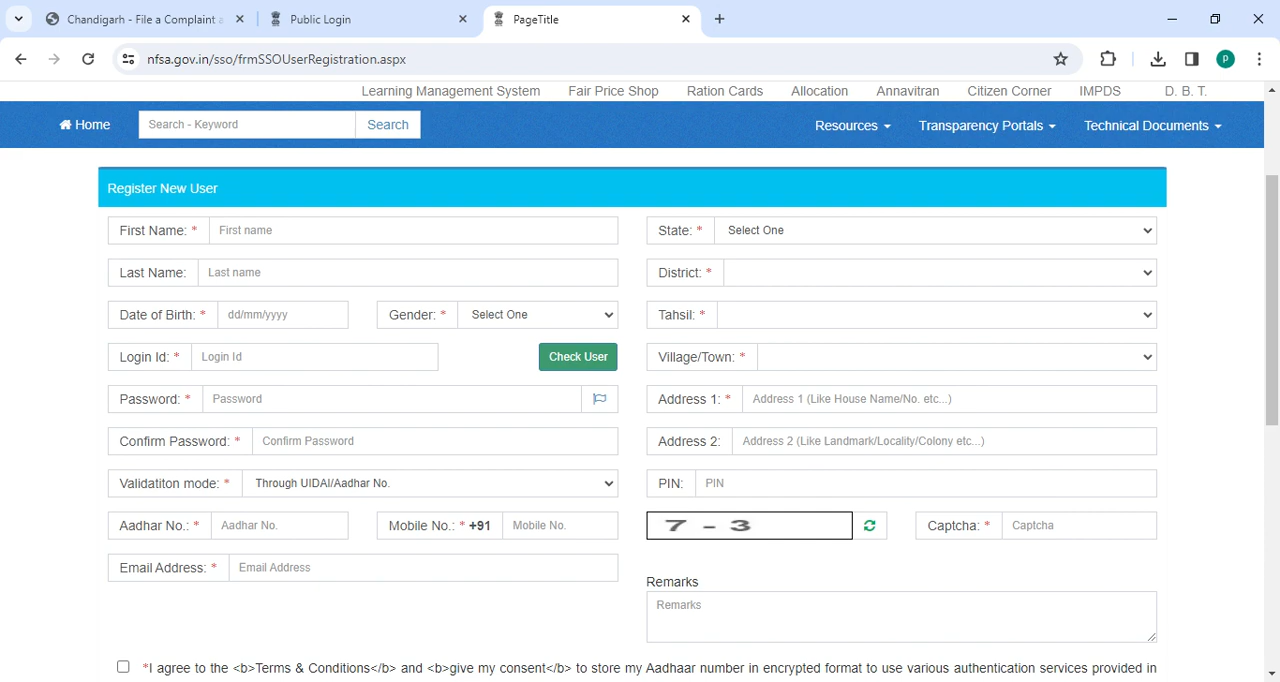 Chandigarh - File a Complaint a
Public Login
PageTitle
nfsa.gov.in/sso/frmSSOUserRegistration.aspx
P
Learning Management System Fair Price Shop Ration Cards Allocation Annavitran Citizen Corner IMPDS D. B. T.
Home Search - Keyword Search Resources Transparency Portals Technical Documents
Register New User
First Name: * First name
State: * Select One
Last Name: Last name
District: *
Date of Birth: * dd/mm/yyyy Gender: * Select One
Tahsil: *
Login Id: * Login Id Check User
Village/Town: *
Password: * Password
Address 1: * Address 1 (Like House Name/No. etc...)
Confirm Password: * Confirm Password
Address 2: Address 2 (Like Landmark/Locality/Colony etc...)
Validatiton mode: * Through UIDAI/Aadhar No.
PIN: PIN
Aadhar No.: * Aadhar No. Mobile No.: * +91 Mobile No.
7 - 3 Captcha: * Captcha
Email Address: * Email Address
Remarks
Remarks
*I agree to the <b>Terms & Conditions</b> and <b>give my consent</b> to store my Aadhaar number in encrypted format to use various authentication services provided in